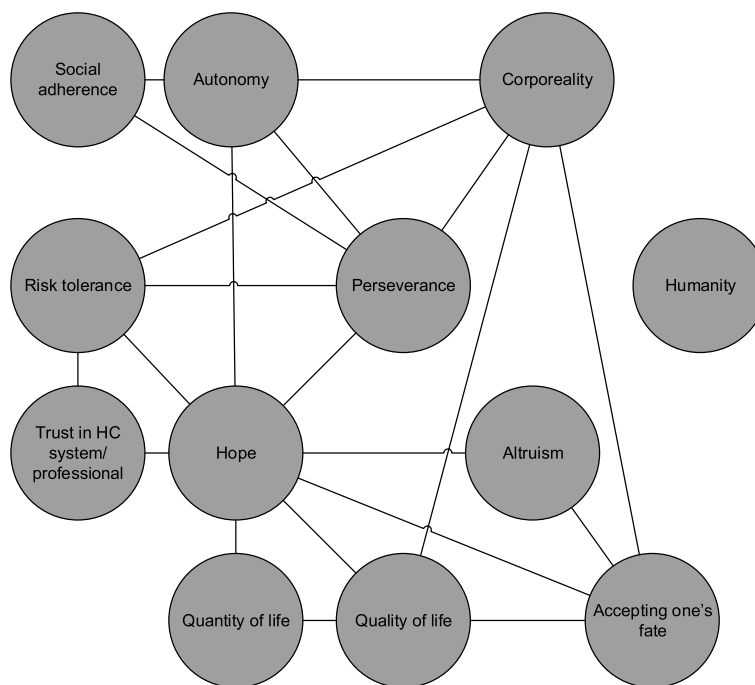 Social
adherence
Autonomy
Corporeality
Risk tolerance
Perseverance
Humanity
Trust in HC
system/
professional
Hope
Altruism
Quantity of life
Quality of life
Accepting one’s
fate